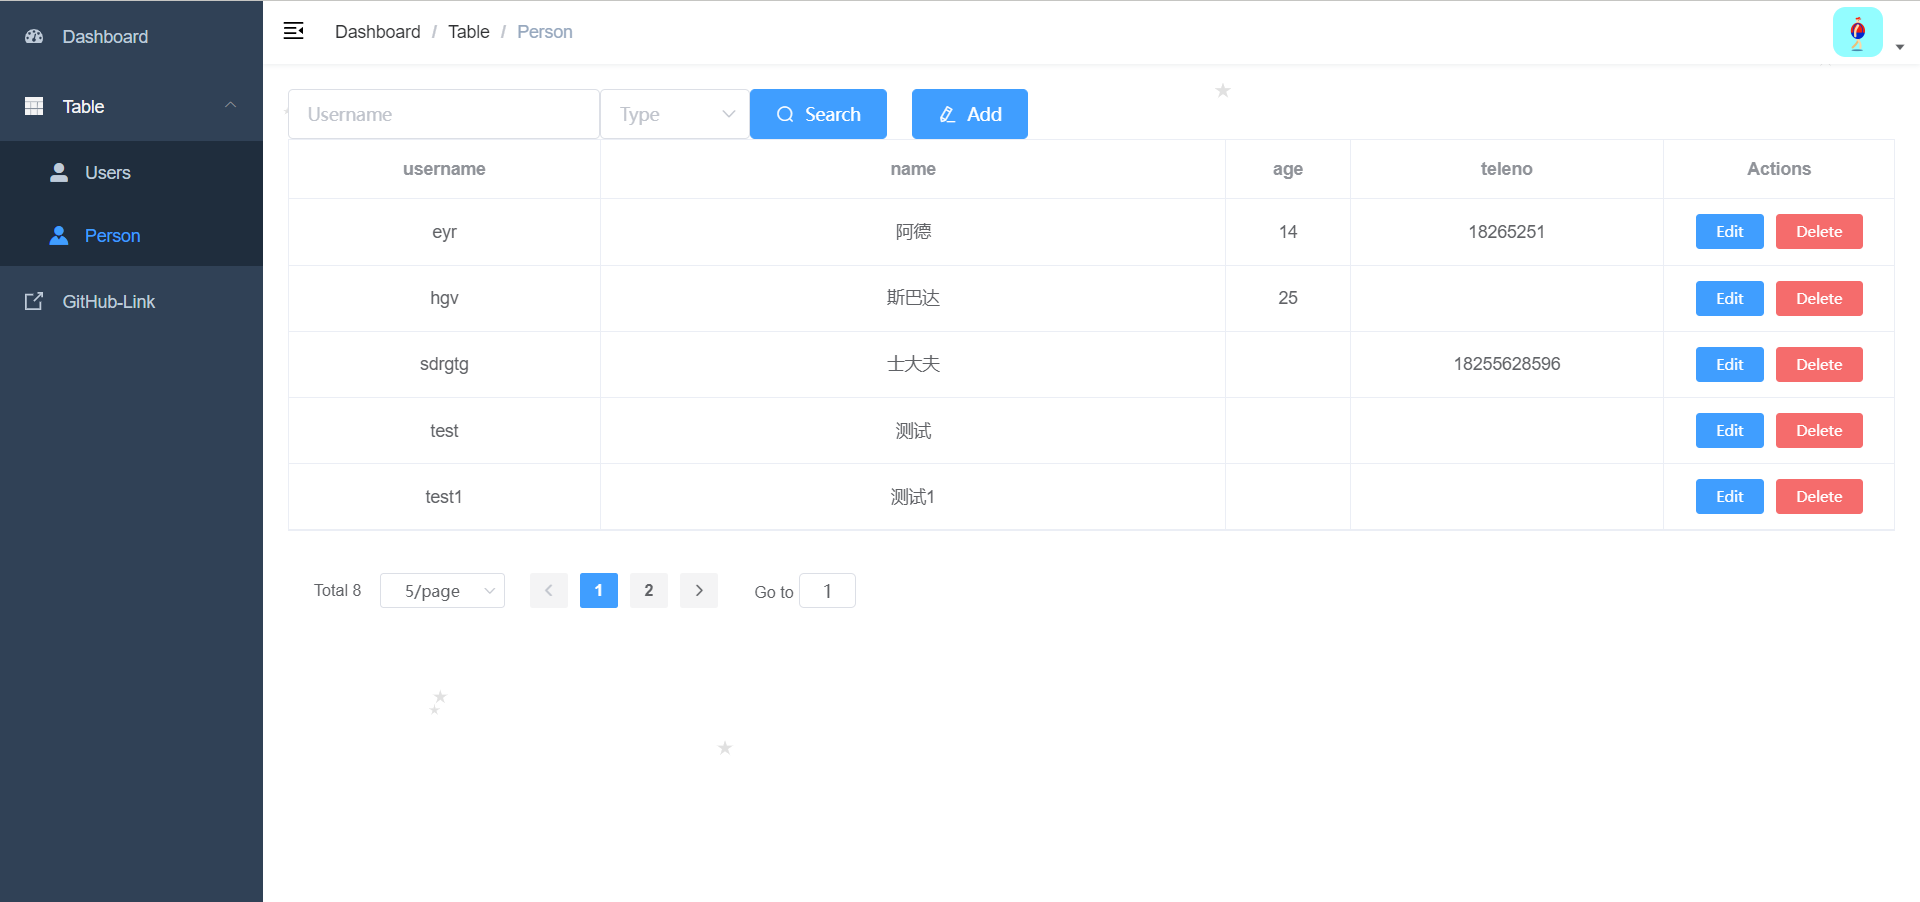 Dashboard
Table
Users
Person
GitHub-Link
Dashboard / Table / Person
Username Type Search Add
username name age teleno Actions
eyr 阿德 14 18265251 Edit Delete
hgv 斯巴达 25 Edit Delete
sdrgtg 士大夫 18255628596 Edit Delete
test 测试 Edit Delete
test1 测试1 Edit Delete
Total 8 5/page 1 2 Go to 1